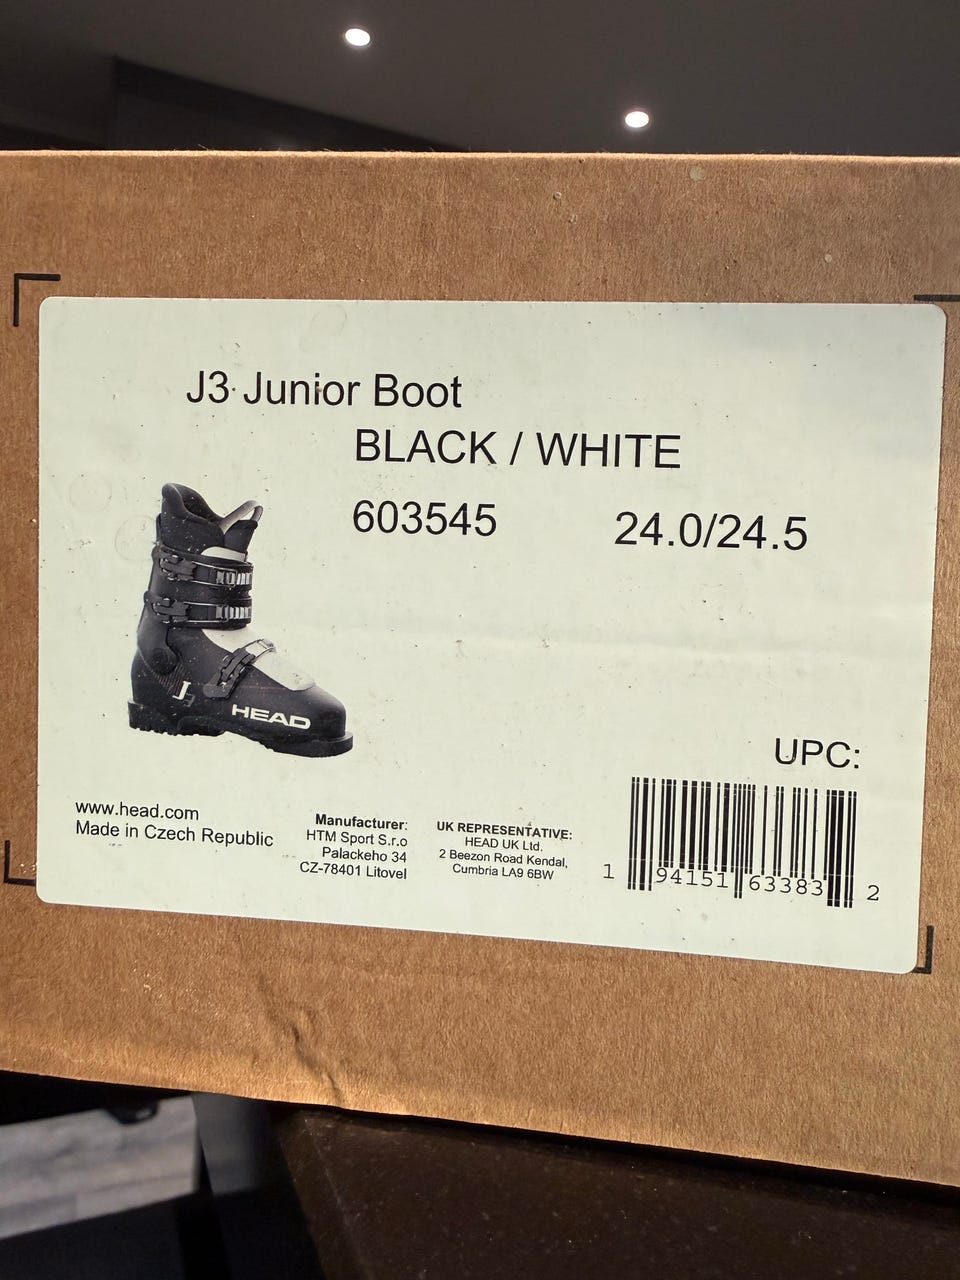 J3 Junior Boot
BLACK / WHITE
603545 24.0/24.5
J3
HEAD
UPC:
1 94151 63383 2
www.head.com
Made in Czech Republic
Manufacturer:
HTM Sport S.r.o
Palackeho 34
CZ-78401 Litovel
UK REPRESENTATIVE:
HEAD UK Ltd.
2 Beezon Road Kendal,
Cumbria LA9 6BW